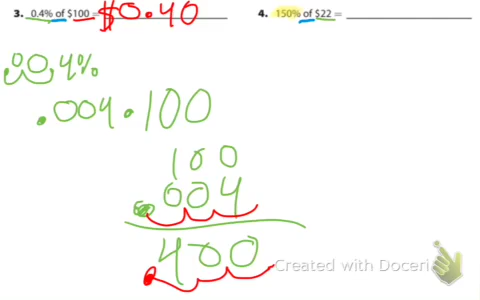 3. 0.4% of $100 = $0.40
4. 150% of $22 =
000.4%
.004 • 100
100
.004
400
Created with Doceri